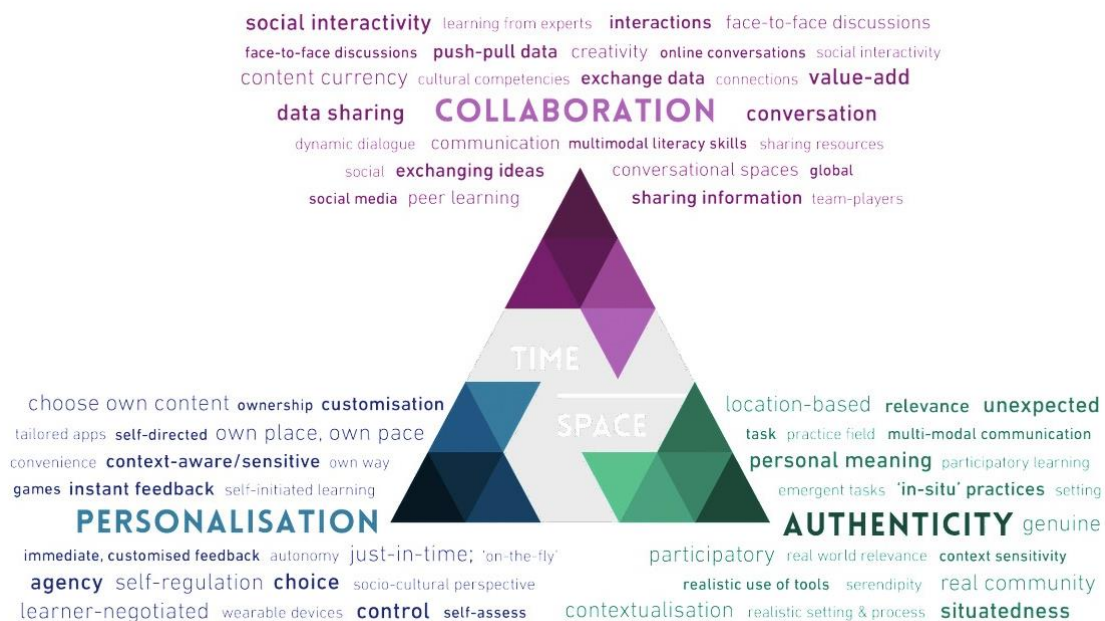 social interactivity learning from experts interactions face-to-face discussions
face-to-face discussions push-pull data creativity online conversations social interactivity
content currency cultural competencies exchange data connections value-add
data sharing COLLABORATION conversation
dynamic dialogue communication multimodal literacy skills sharing resources
social exchanging ideas conversational spaces global
social media peer learning sharing information team-players
TIME
SPACE
choose own content ownership customisation
tailored apps self-directed own place, own pace
convenience context-aware/sensitive own way
games instant feedback self-initiated learning
PERSONALISATION
immediate, customised feedback autonomy just-in-time; 'on-the-fly'
agency self-regulation choice socio-cultural perspective
learner-negotiated wearable devices control self-assess
location-based relevance unexpected
task practice field multi-modal communication
personal meaning participatory learning
emergent tasks 'in-situ' practices setting
AUTHENTICITY genuine
participatory real world relevance context sensitivity
realistic use of tools serendipity real community
contextualisation realistic setting & process situatedness